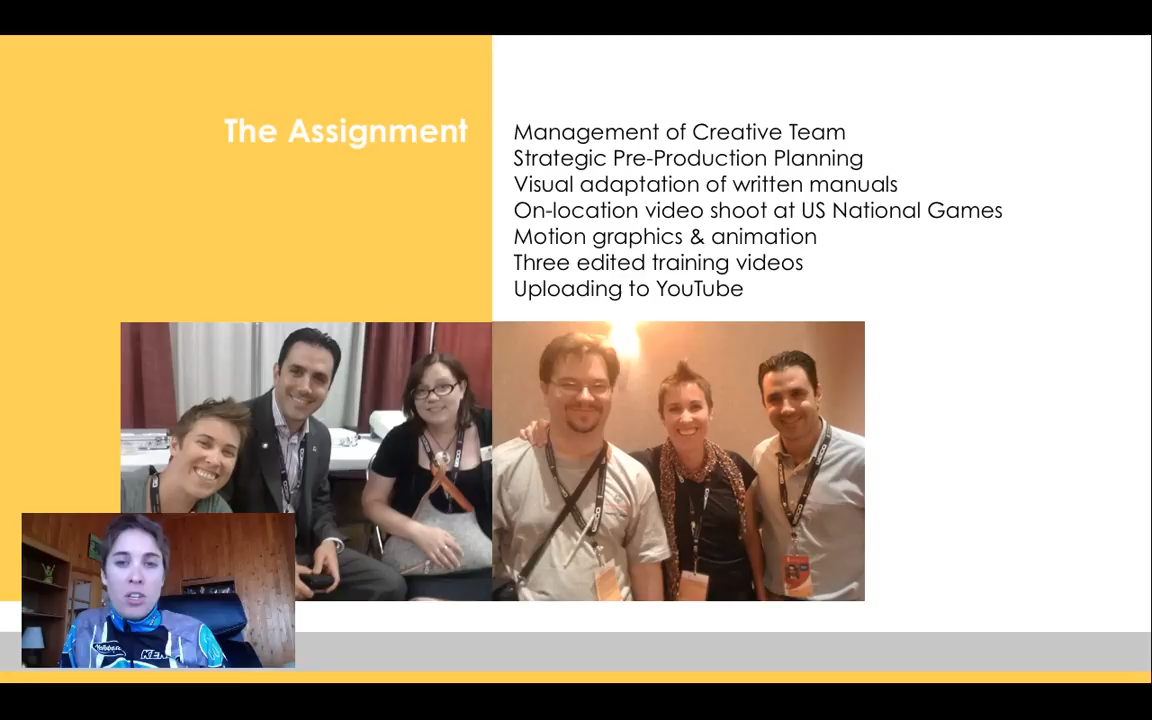 The Assignment
Management of Creative Team
Strategic Pre-Production Planning
Visual adaptation of written manuals
On-location video shoot at US National Games
Motion graphics & animation
Three edited training videos
Uploading to YouTube